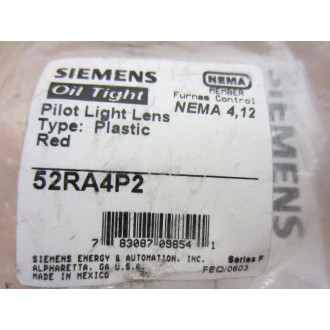 SIEMENS
Oil Tight
NEMA
MEMBER
Furnas Control
Pilot Light Lens
NEMA 4,12
Type: Plastic
Red
52RA4P2
7 83087 09854 1
SIEMENS ENERGY & AUTOMATION, INC.
Series F
ALPHARETTA, GA U.S.A.
FEQ/0603
MADE IN MEXICO
SIEMENS